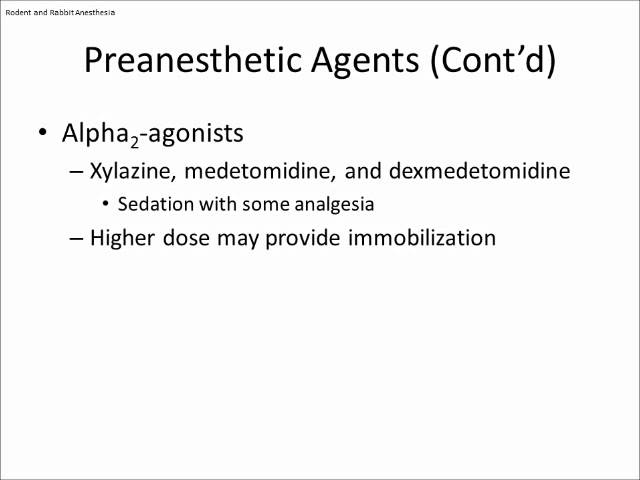 Rodent and Rabbit Anesthesia
Preanesthetic Agents (Cont’d)
• Alpha₂-agonists
– Xylazine, medetomidine, and dexmedetomidine
• Sedation with some analgesia
– Higher dose may provide immobilization